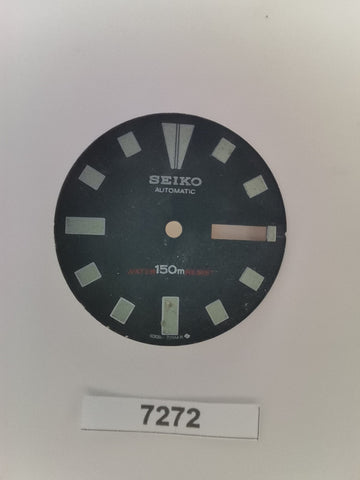 SEIKO
AUTOMATIC
WATER 150m RESIST
7272